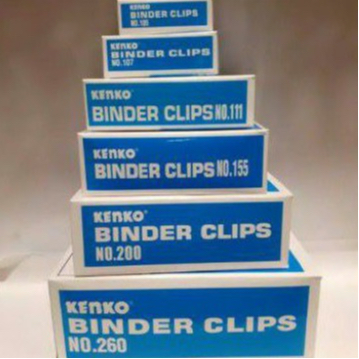 KENKO
BINDER CLIPS
NO.105
KENKO
BINDER CLIPS
NO.107
KENKO
BINDER CLIPS NO.111
KENKO
BINDER CLIPS NO.155
KENKO
BINDER CLIPS
NO.200
KENKO
BINDER CLIPS
NO.260